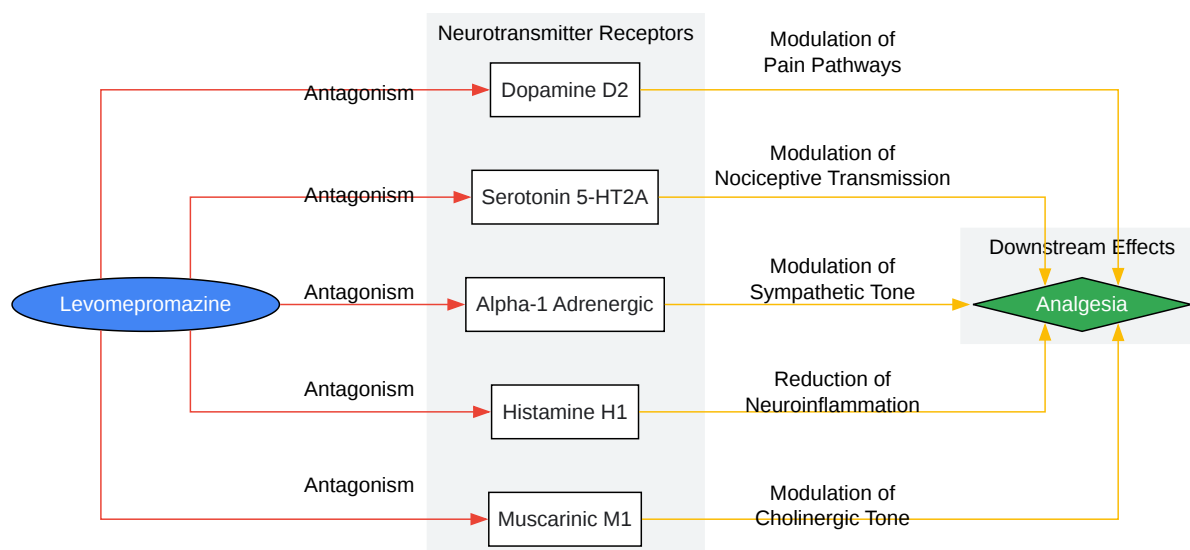 Neurotransmitter Receptors
Modulation of
Pain Pathways
Antagonism
Dopamine D2
Modulation of
Nociceptive Transmission
Antagonism
Serotonin 5-HT2A
Downstream Effects
Modulation of
Sympathetic Tone
Levomepromazine
Antagonism
Alpha-1 Adrenergic
Analgesia
Reduction of
Neuroinflammation
Antagonism
Histamine H1
Antagonism
Muscarinic M1
Modulation of
Cholinergic Tone